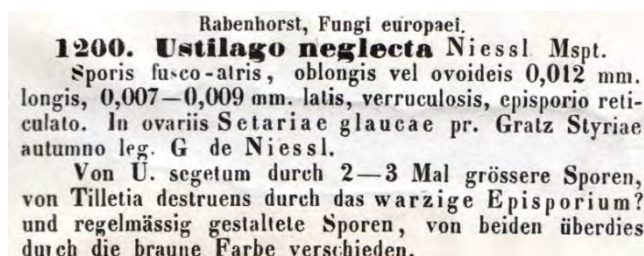 Rabenhorst, Fungi europaei.
1200. Ustilago neglecta Niessl Mspt.
Sporis fusco-atris, oblongis vel ovoideis 0,012 mm.
longis, 0,007—0,009 mm. latis, verruculosis, episporio reti-
culato. In ovariis Setariae glaucae pr. Gratz Styriae
autumno leg. G de Niessl.
Von U. segetum durch 2—3 Mal grössere Sporen,
von Tilletia destruens durch das warzige Episporium?
und regelmässig gestaltete Sporen, von beiden überdies
durch die braune Farbe verschieden.